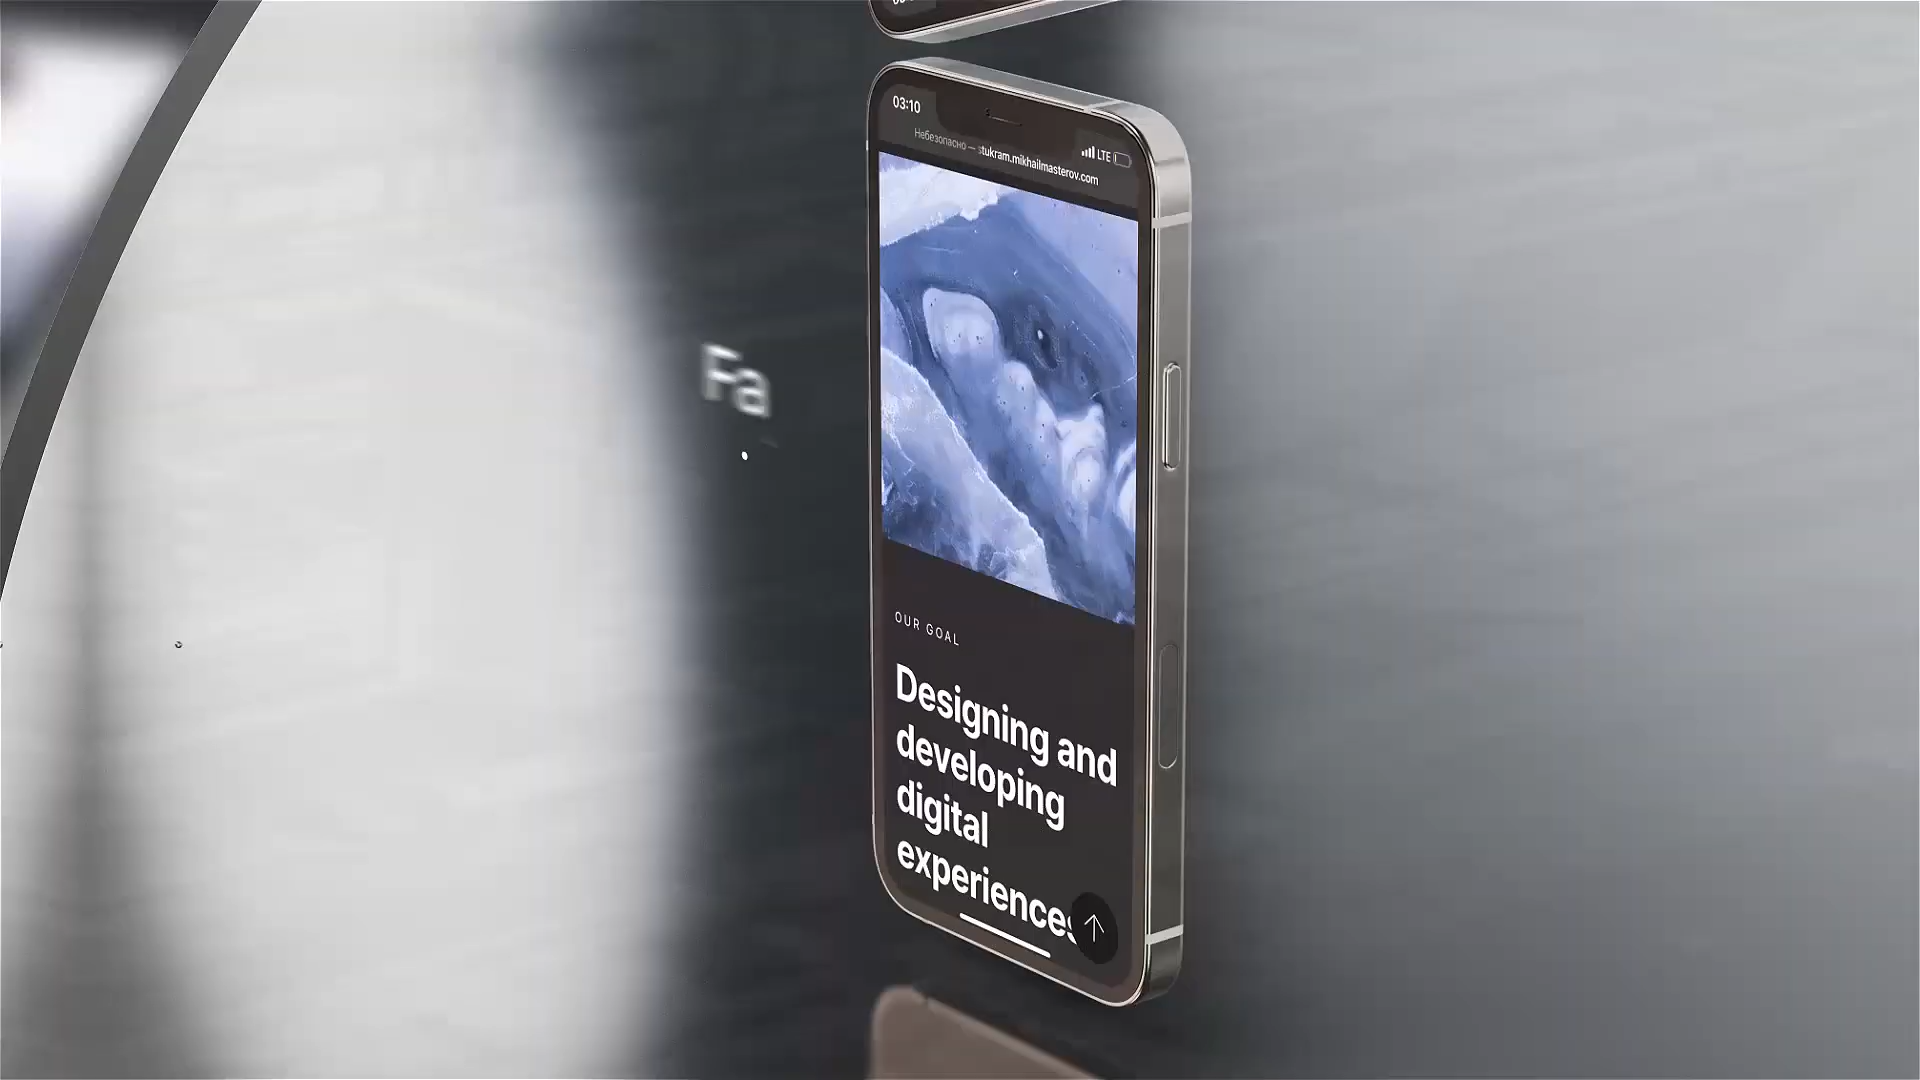 03:10
LTE
Небезопасно — stukram.mikhailmasterov.com
Fa
OUR GOAL
Designing and
developing
digital
experiences